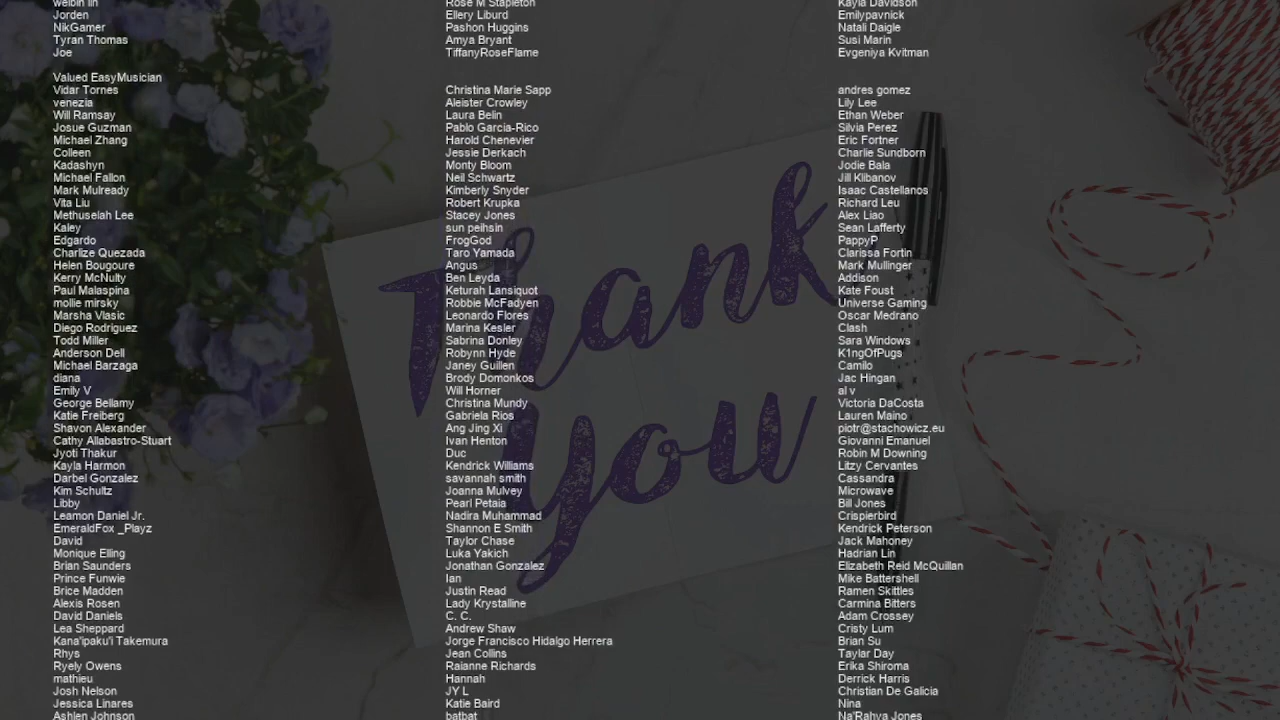 weibin lin
Jorden
NikGamer
Tyran Thomas
Joe
Rose M Stapleton
Ellery Liburd
Pashon Huggins
Amya Bryant
TiffanyRoseFlame
Kayla Davidson
Emilypavnick
Natali Daigle
Susi Marin
Evgeniya Kvitman
Valued EasyMusician
Vidar Tornes
venezia
Will Ramsay
Josue Guzman
Michael Zhang
Colleen
Kadashyn
Michael Fallon
Mark Mulready
Vita Liu
Methuselah Lee
Kaley
Edgardo
Charlize Quezada
Helen Bougoure
Kerry McNulty
Paul Malaspina
mollie mirsky
Marsha Vlasic
Diego Rodriguez
Todd Miller
Anderson Dell
Michael Barzaga
diana
Emily V
George Bellamy
Katie Freiberg
Shavon Alexander
Cathy Allabastro-Stuart
Jyoti Thakur
Kayla Harmon
Darbel Gonzalez
Kim Schultz
Libby
Leamon Daniel Jr.
EmeraldFox _Playz
David
Monique Elling
Brian Saunders
Prince Funwie
Brice Madden
Alexis Rosen
David Daniels
Lea Sheppard
Kana'ipaku'i Takemura
Rhys
Ryely Owens
mathieu
Josh Nelson
Jessica Linares
Ashlen Johnson
Christina Marie Sapp
Aleister Crowley
Laura Belin
Pablo Garcia-Rico
Harold Chenevier
Jessie Derkach
Monty Bloom
Neil Schwartz
Kimberly Snyder
Robert Krupka
Stacey Jones
sun peihsin
FrogGod
Taro Yamada
Angus
Ben Leyda
Keturah Lansiquot
Robbie McFadyen
Leonardo Flores
Marina Kesler
Sabrina Donley
Robynn Hyde
Janey Guillen
Brody Domonkos
Will Horner
Christina Mundy
Gabriela Rios
Ang Jing Xi
Ivan Henton
Duc
Kendrick Williams
savannah smith
Joanna Mulvey
Pearl Petaia
Nadira Muhammad
Shannon E Smith
Taylor Chase
Luka Yakich
Jonathan Gonzalez
Ian
Justin Read
Lady Krystalline
C. C.
Andrew Shaw
Jorge Francisco Hidalgo Herrera
Jean Collins
Raianne Richards
Hannah
JY L
Katie Baird
batbat
andres gomez
Lily Lee
Ethan Weber
Silvia Perez
Eric Fortner
Charlie Sundborn
Jodie Bala
Jill Klibanov
Isaac Castellanos
Richard Leu
Alex Liao
Sean Lafferty
PappyP
Clarissa Fortin
Mark Mullinger
Addison
Kate Foust
Universe Gaming
Oscar Medrano
Clash
Sara Windows
K1ngOfPugs
Camilo
Jac Hingan
al v
Victoria DaCosta
Lauren Maino
piotr@stachowicz.eu
Giovanni Emanuel
Robin M Downing
Litzy Cervantes
Cassandra
Microwave
Bill Jones
Crispierbird
Kendrick Peterson
Jack Mahoney
Hadrian Lin
Elizabeth Reid McQuillan
Mike Battershell
Ramen Skittles
Carmina Bitters
Adam Crossey
Cristy Lum
Brian Su
Taylar Day
Erika Shiroma
Derrick Harris
Christian De Galicia
Nina
Na'Rahya Jones
Thank
you